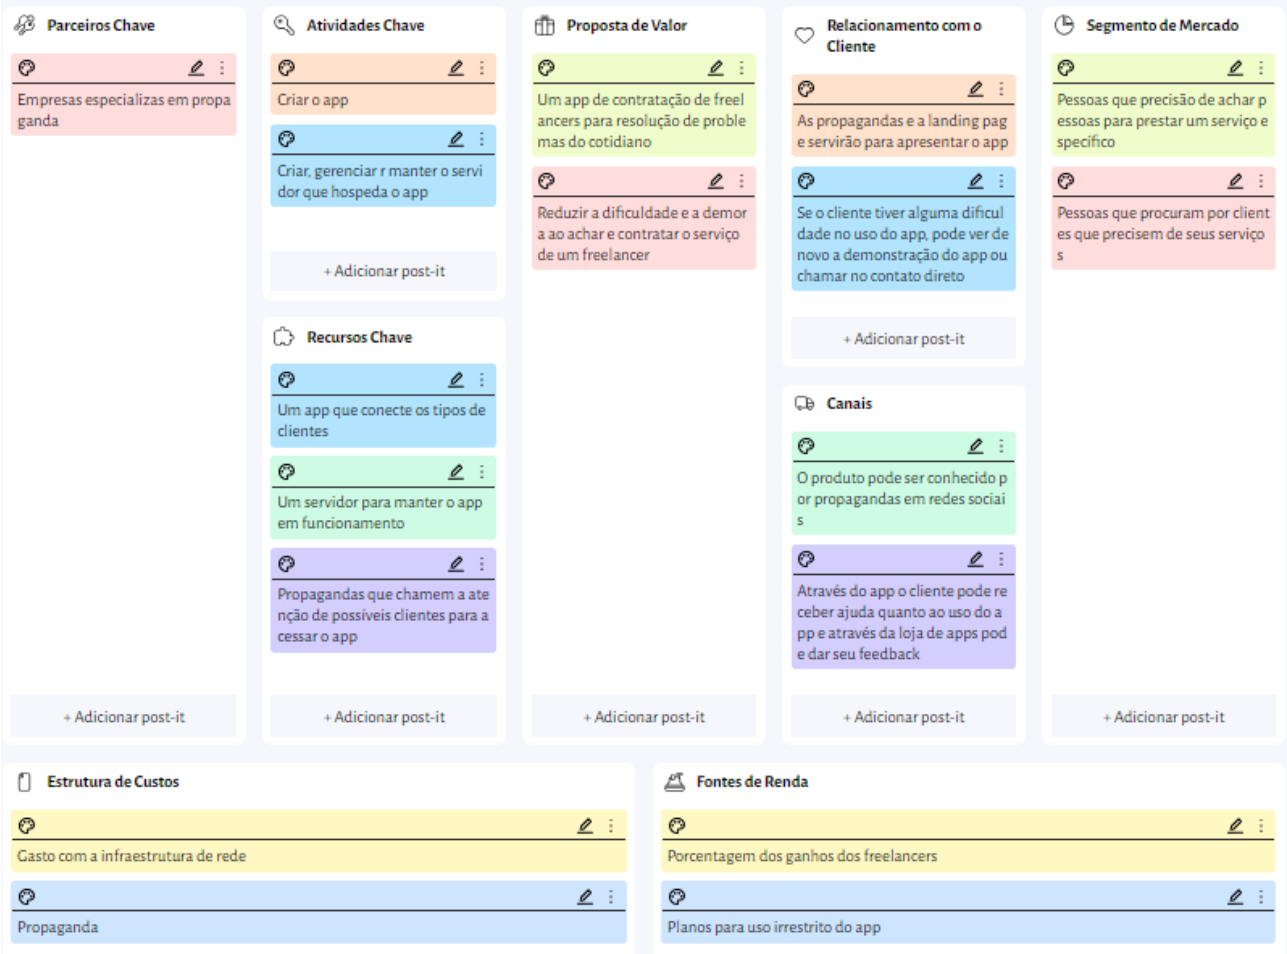 Parceiros Chave
Empresas especializas em propa
ganda
+ Adicionar post-it
Atividades Chave
Criar o app
Criar, gerenciar r manter o servi
dor que hospeda o app
+ Adicionar post-it
Recursos Chave
Um app que conecte os tipos de
clientes
Um servidor para manter o app
em funcionamento
Propagandas que chamem a ate
nção de possíveis clientes para a
cessar o app
+ Adicionar post-it
Proposta de Valor
Um app de contratação de freel
ancers para resolução de proble
mas do cotidiano
Reduzir a dificuldade e a demor
a ao achar e contratar o serviço
de um freelancer
+ Adicionar post-it
Relacionamento com o
Cliente
As propagandas e a landing pag
e servirão para apresentar o app
Se o cliente tiver alguma dificul
dade no uso do app, pode ver de
novo a demonstração do app ou
chamar no contato direto
+ Adicionar post-it
Canais
O produto pode ser conhecido p
or propagandas em redes sociai
s
Através do app o cliente pode re
ceber ajuda quanto ao uso do a
pp e através da loja de apps pod
e dar seu feedback
+ Adicionar post-it
Segmento de Mercado
Pessoas que precisão de achar p
essoas para prestar um serviço e
specífico
Pessoas que procuram por client
es que precisem de seus serviço
s
+ Adicionar post-it
Estrutura de Custos
Gasto com a infraestrutura de rede
Propaganda
Fontes de Renda
Porcentagem dos ganhos dos freelancers
Planos para uso irrestrito do app